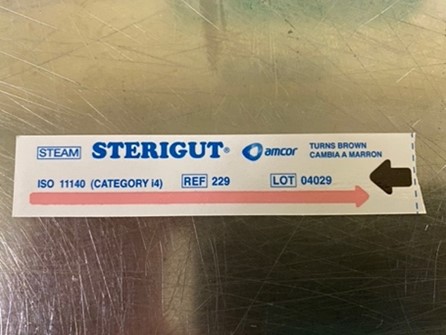 STEAM STERIGUT® amcor TURNS BROWN
CAMBIA A MARRON
ISO 11140 (CATEGORY i4) REF 229 LOT 04029